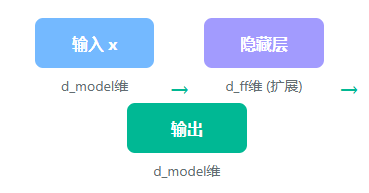 输入 x
隐藏层
d_model维
→
d_ff维 (扩展)
→
输出
d_model维